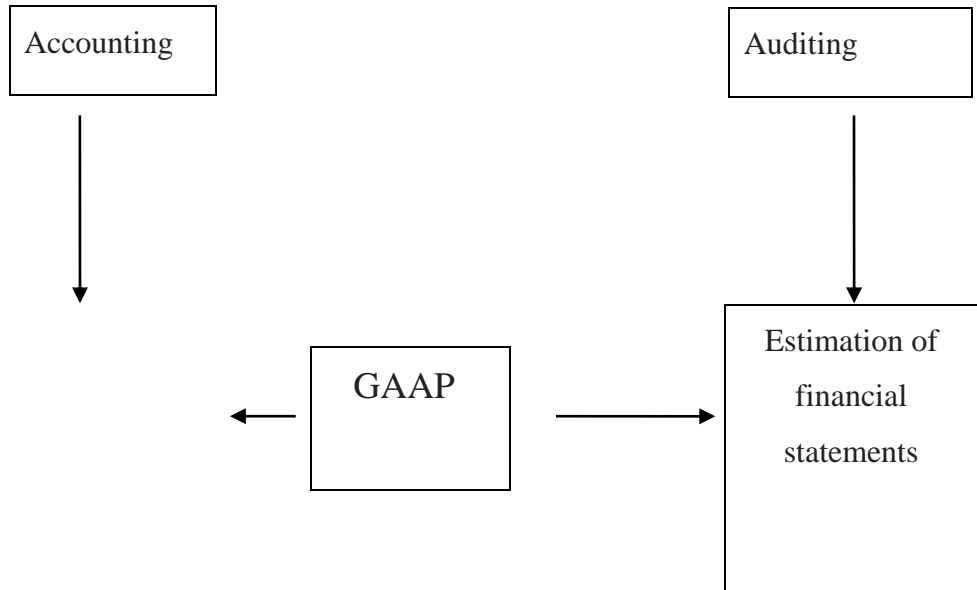 Accounting
Auditing
GAAP
Estimation of
financial
statements